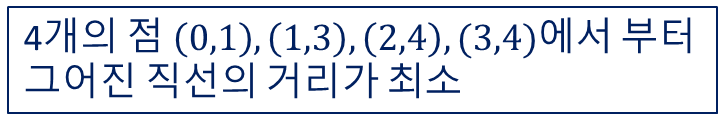 4개의 점 (0,1), (1,3), (2,4), (3,4)에서 부터
그어진 직선의 거리가 최소